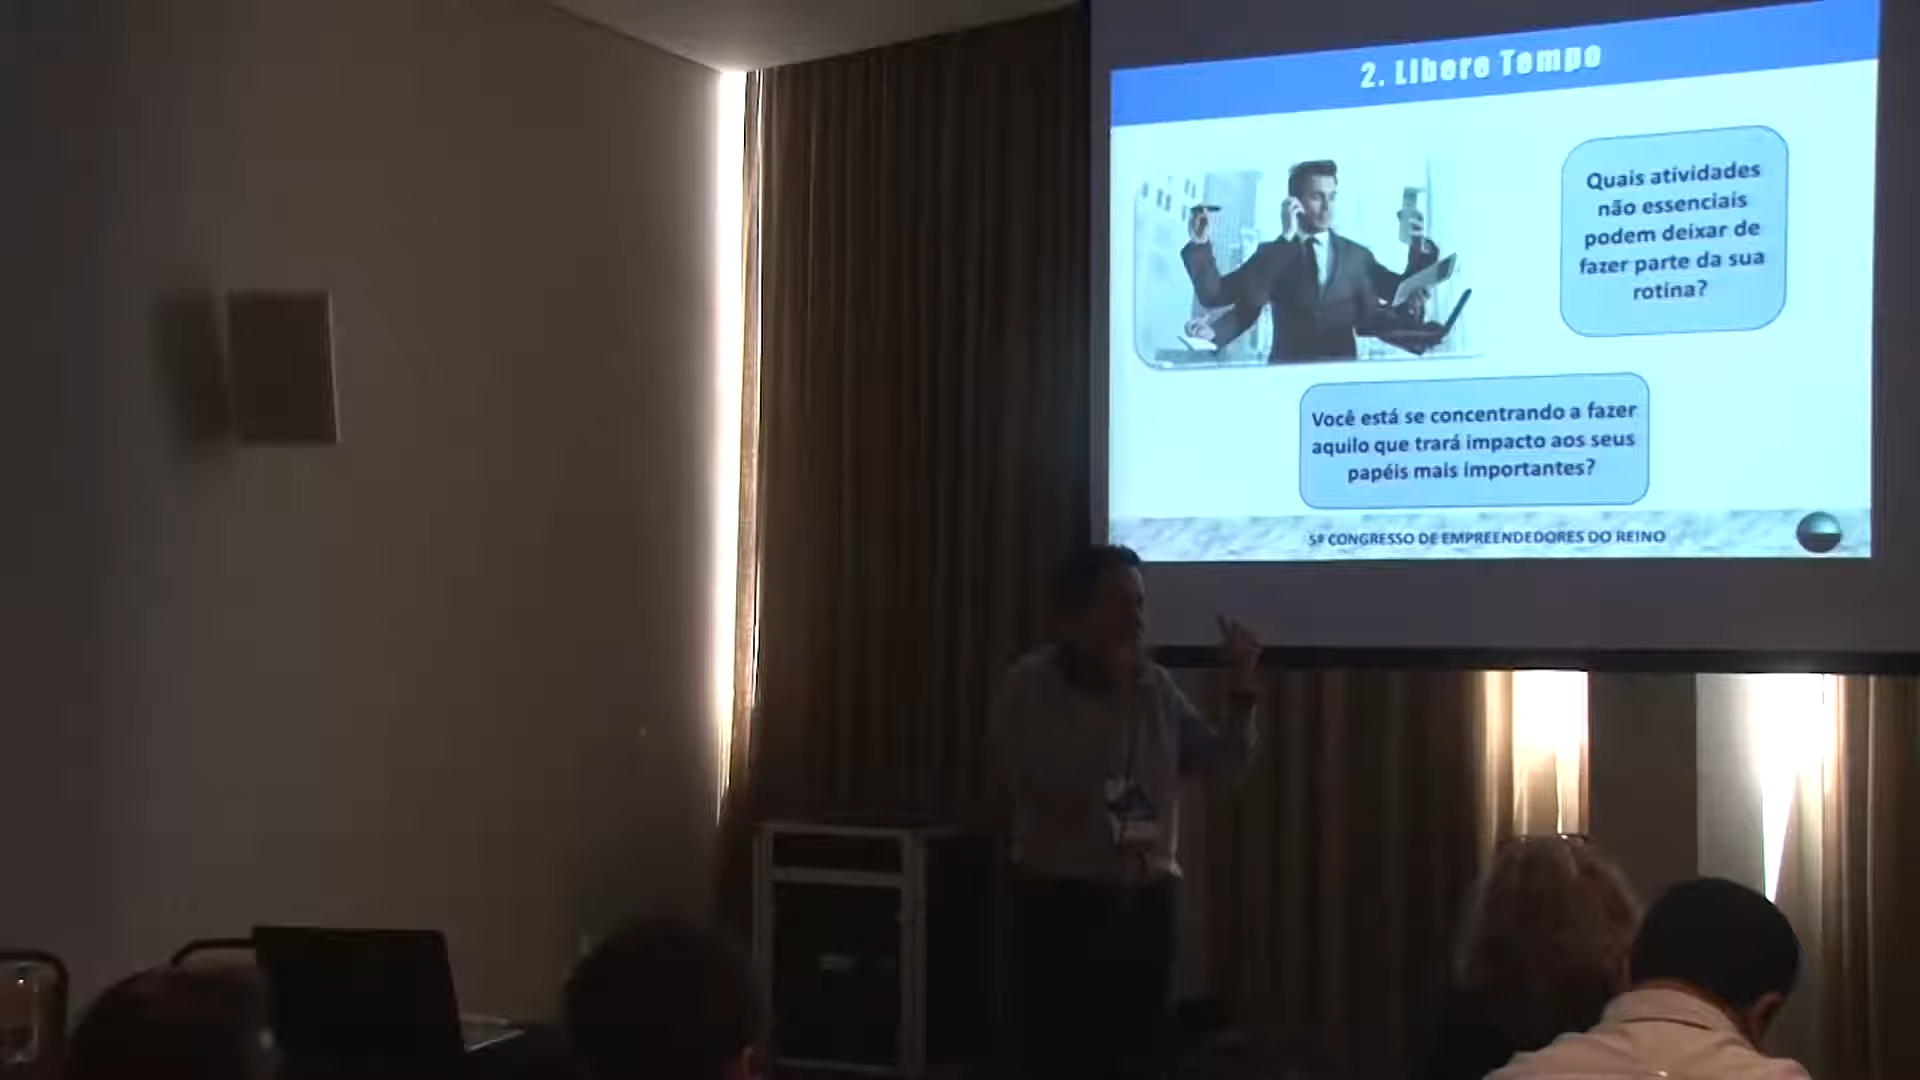 2. Libere Tempo
Quais atividades
não essenciais
podem deixar de
fazer parte da sua
rotina?
Você está se concentrando a fazer
aquilo que trará impacto aos seus
papéis mais importantes?
5º CONGRESSO DE EMPREENDEDORES DO REINO